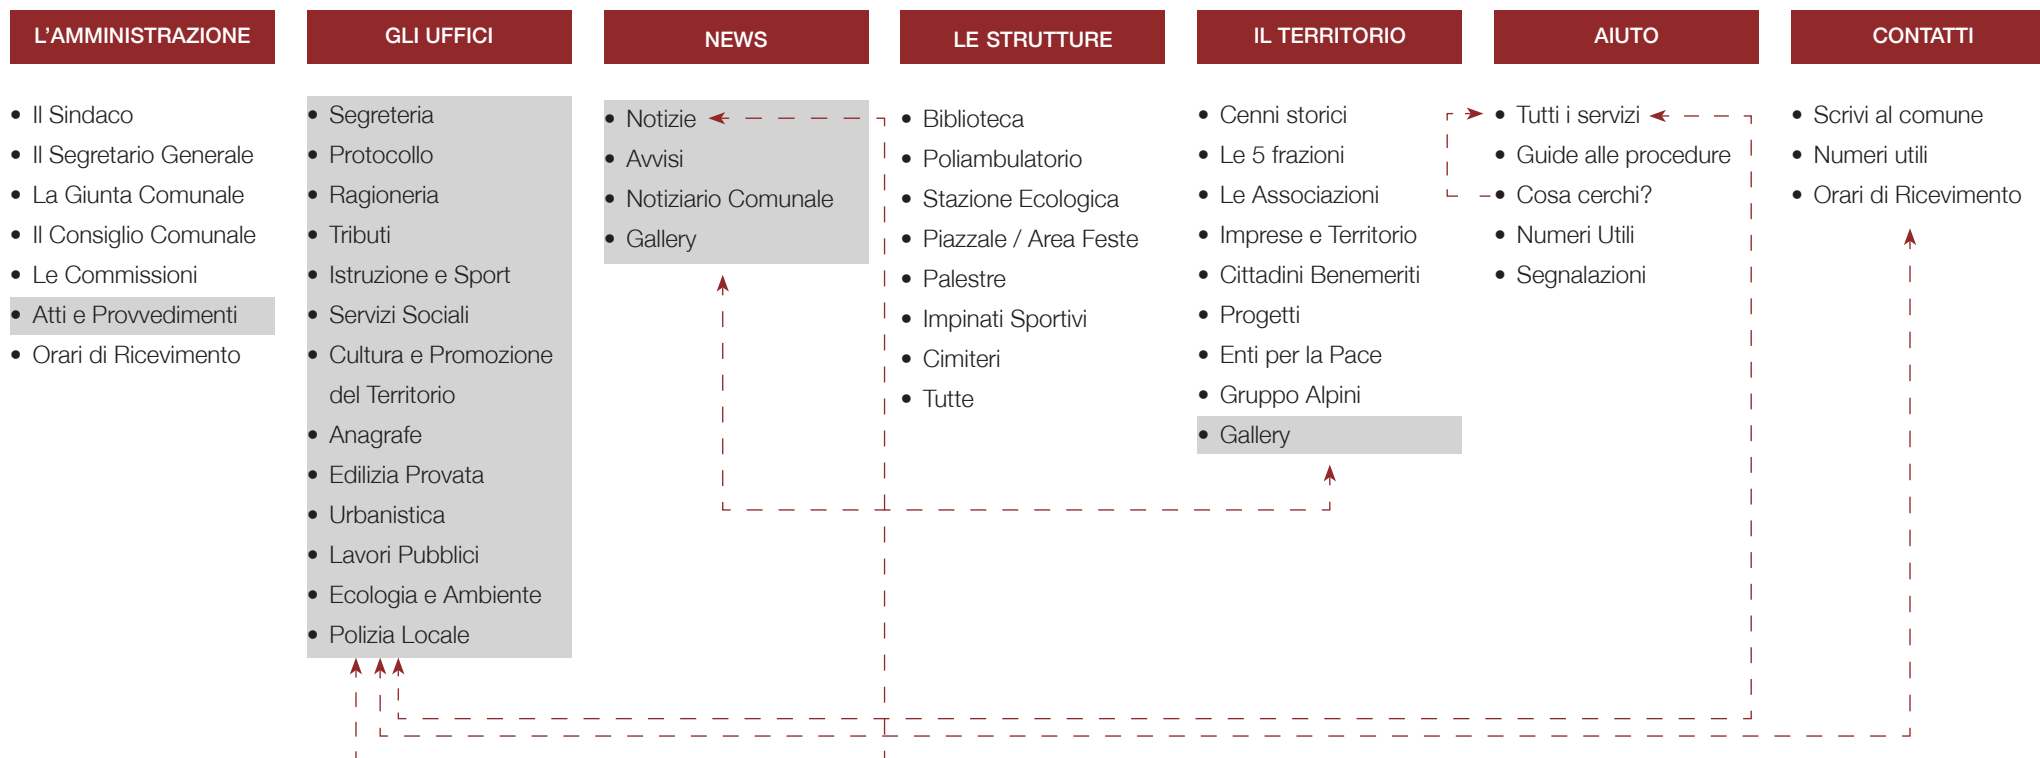 L’AMMINISTRAZIONE
• Il Sindaco
• Il Segretario Generale
• La Giunta Comunale
• Il Consiglio Comunale
• Le Commissioni
• Atti e Provvedimenti
• Orari di Ricevimento
GLI UFFICI
• Segreteria
• Protocollo
• Ragioneria
• Tributi
• Istruzione e Sport
• Servizi Sociali
• Cultura e Promozione
del Territorio
• Anagrafe
• Edilizia Provata
• Urbanistica
• Lavori Pubblici
• Ecologia e Ambiente
• Polizia Locale
NEWS
• Notizie
• Avvisi
• Notiziario Comunale
• Gallery
LE STRUTTURE
• Biblioteca
• Poliambulatorio
• Stazione Ecologica
• Piazzale / Area Feste
• Palestre
• Impinati Sportivi
• Cimiteri
• Tutte
IL TERRITORIO
• Cenni storici
• Le 5 frazioni
• Le Associazioni
• Imprese e Territorio
• Cittadini Benemeriti
• Progetti
• Enti per la Pace
• Gruppo Alpini
• Gallery
AIUTO
• Tutti i servizi
• Guide alle procedure
• Cosa cerchi?
• Numeri Utili
• Segnalazioni
CONTATTI
• Scrivi al comune
• Numeri utili
• Orari di Ricevimento